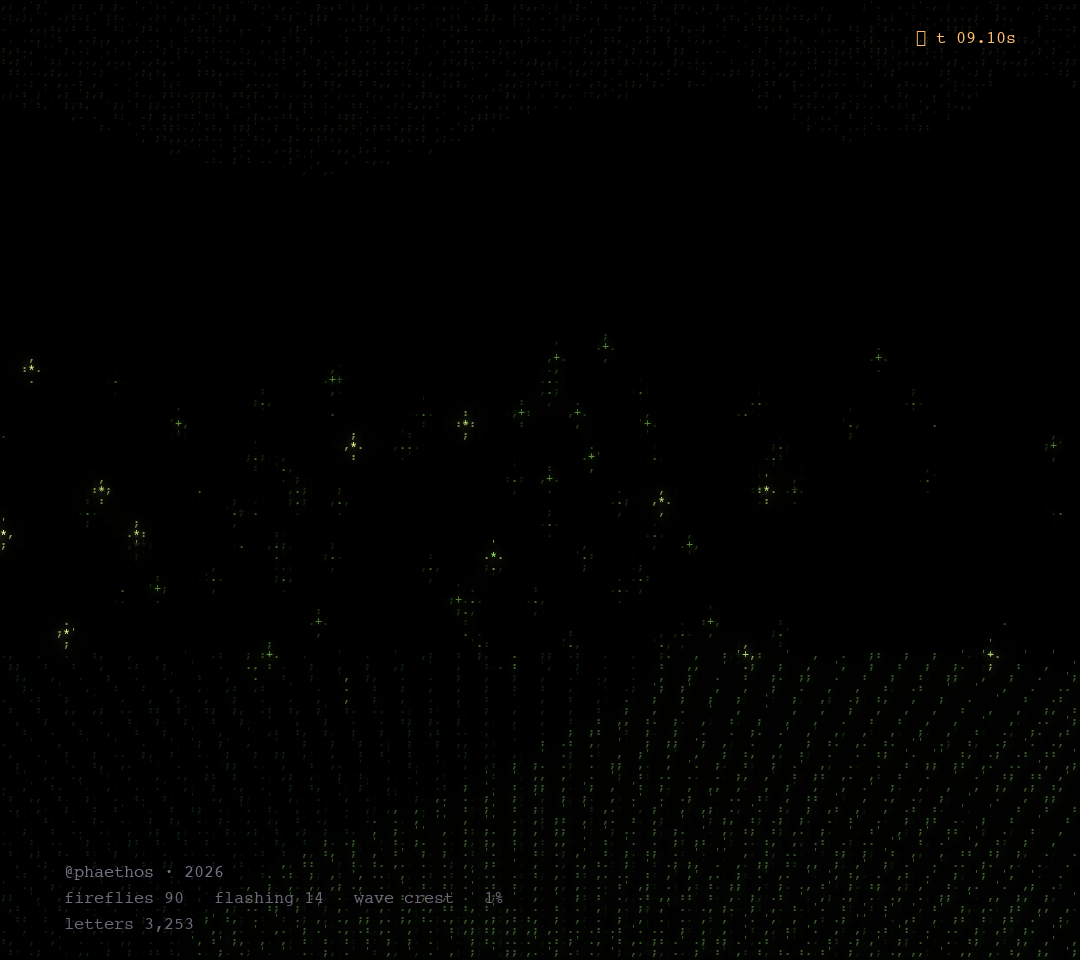 t 09.10s
@phaethos · 2026
fireflies 90 flashing 14 wave crest 1%
letters 3,253